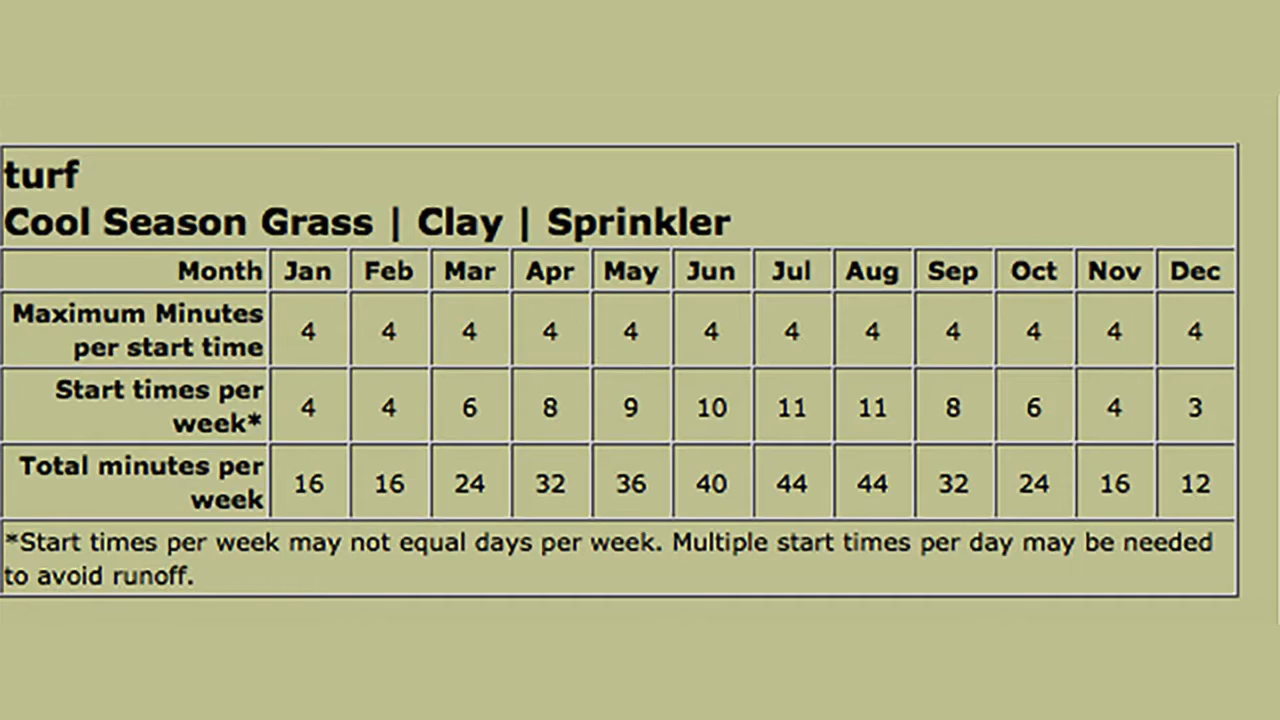 turf
Cool Season Grass | Clay | Sprinkler
Month Jan Feb Mar Apr May Jun Jul Aug Sep Oct Nov Dec
Maximum Minutes
per start time 4 4 4 4 4 4 4 4 4 4 4 4
Start times per
week* 4 4 6 8 9 10 11 11 8 6 4 3
Total minutes per
week 16 16 24 32 36 40 44 44 32 24 16 12
*Start times per week may not equal days per week. Multiple start times per day may be needed
to avoid runoff.